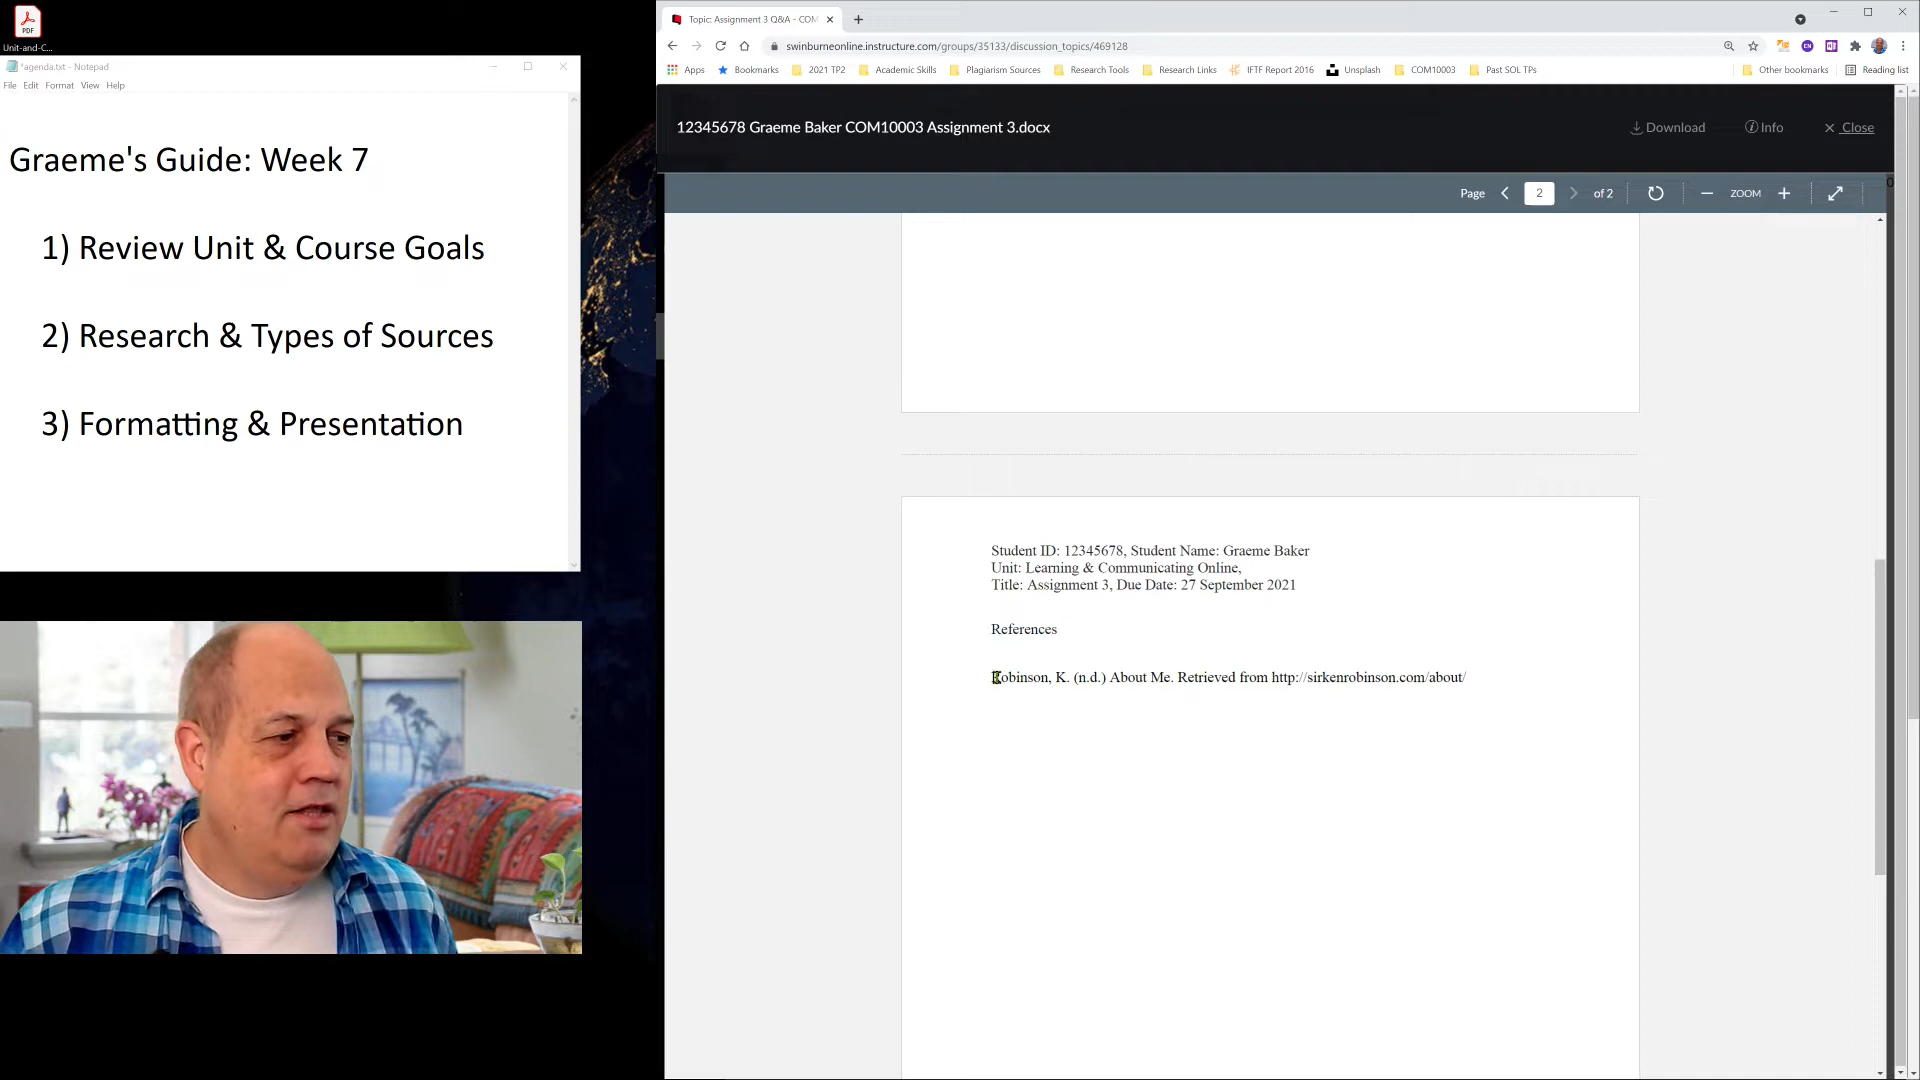 PDF
Unit-and-C...
*agenda.txt - Notepad
File Edit Format View Help
Graeme's Guide: Week 7
1) Review Unit & Course Goals
2) Research & Types of Sources
3) Formatting & Presentation
Topic: Assignment 3 Q&A - COM
swinburneonline.instructure.com/groups/35133/discussion_topics/469128
Apps Bookmarks 2021 TP2 Academic Skills Plagiarism Sources Research Tools Research Links IFTF Report 2016 Unsplash COM10003 Past SOL TPs Other bookmarks Reading list
12345678 Graeme Baker COM10003 Assignment 3.docx
Download Info Close
Page 2 of 2 ZOOM
Student ID: 12345678, Student Name: Graeme Baker
Unit: Learning & Communicating Online,
Title: Assignment 3, Due Date: 27 September 2021
References
Robinson, K. (n.d.) About Me. Retrieved from http://sirkenrobinson.com/about/